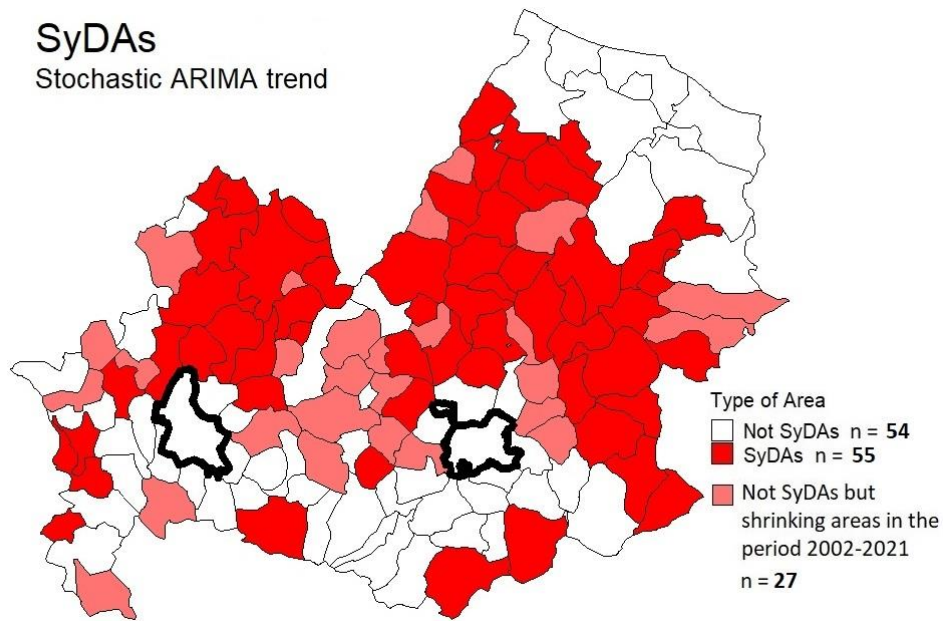 SyDAs
Stochastic ARIMA trend
Type of Area
Not SyDAs n = 54
SyDAs n = 55
Not SyDAs but
shrinking areas in the
period 2002-2021
n = 27